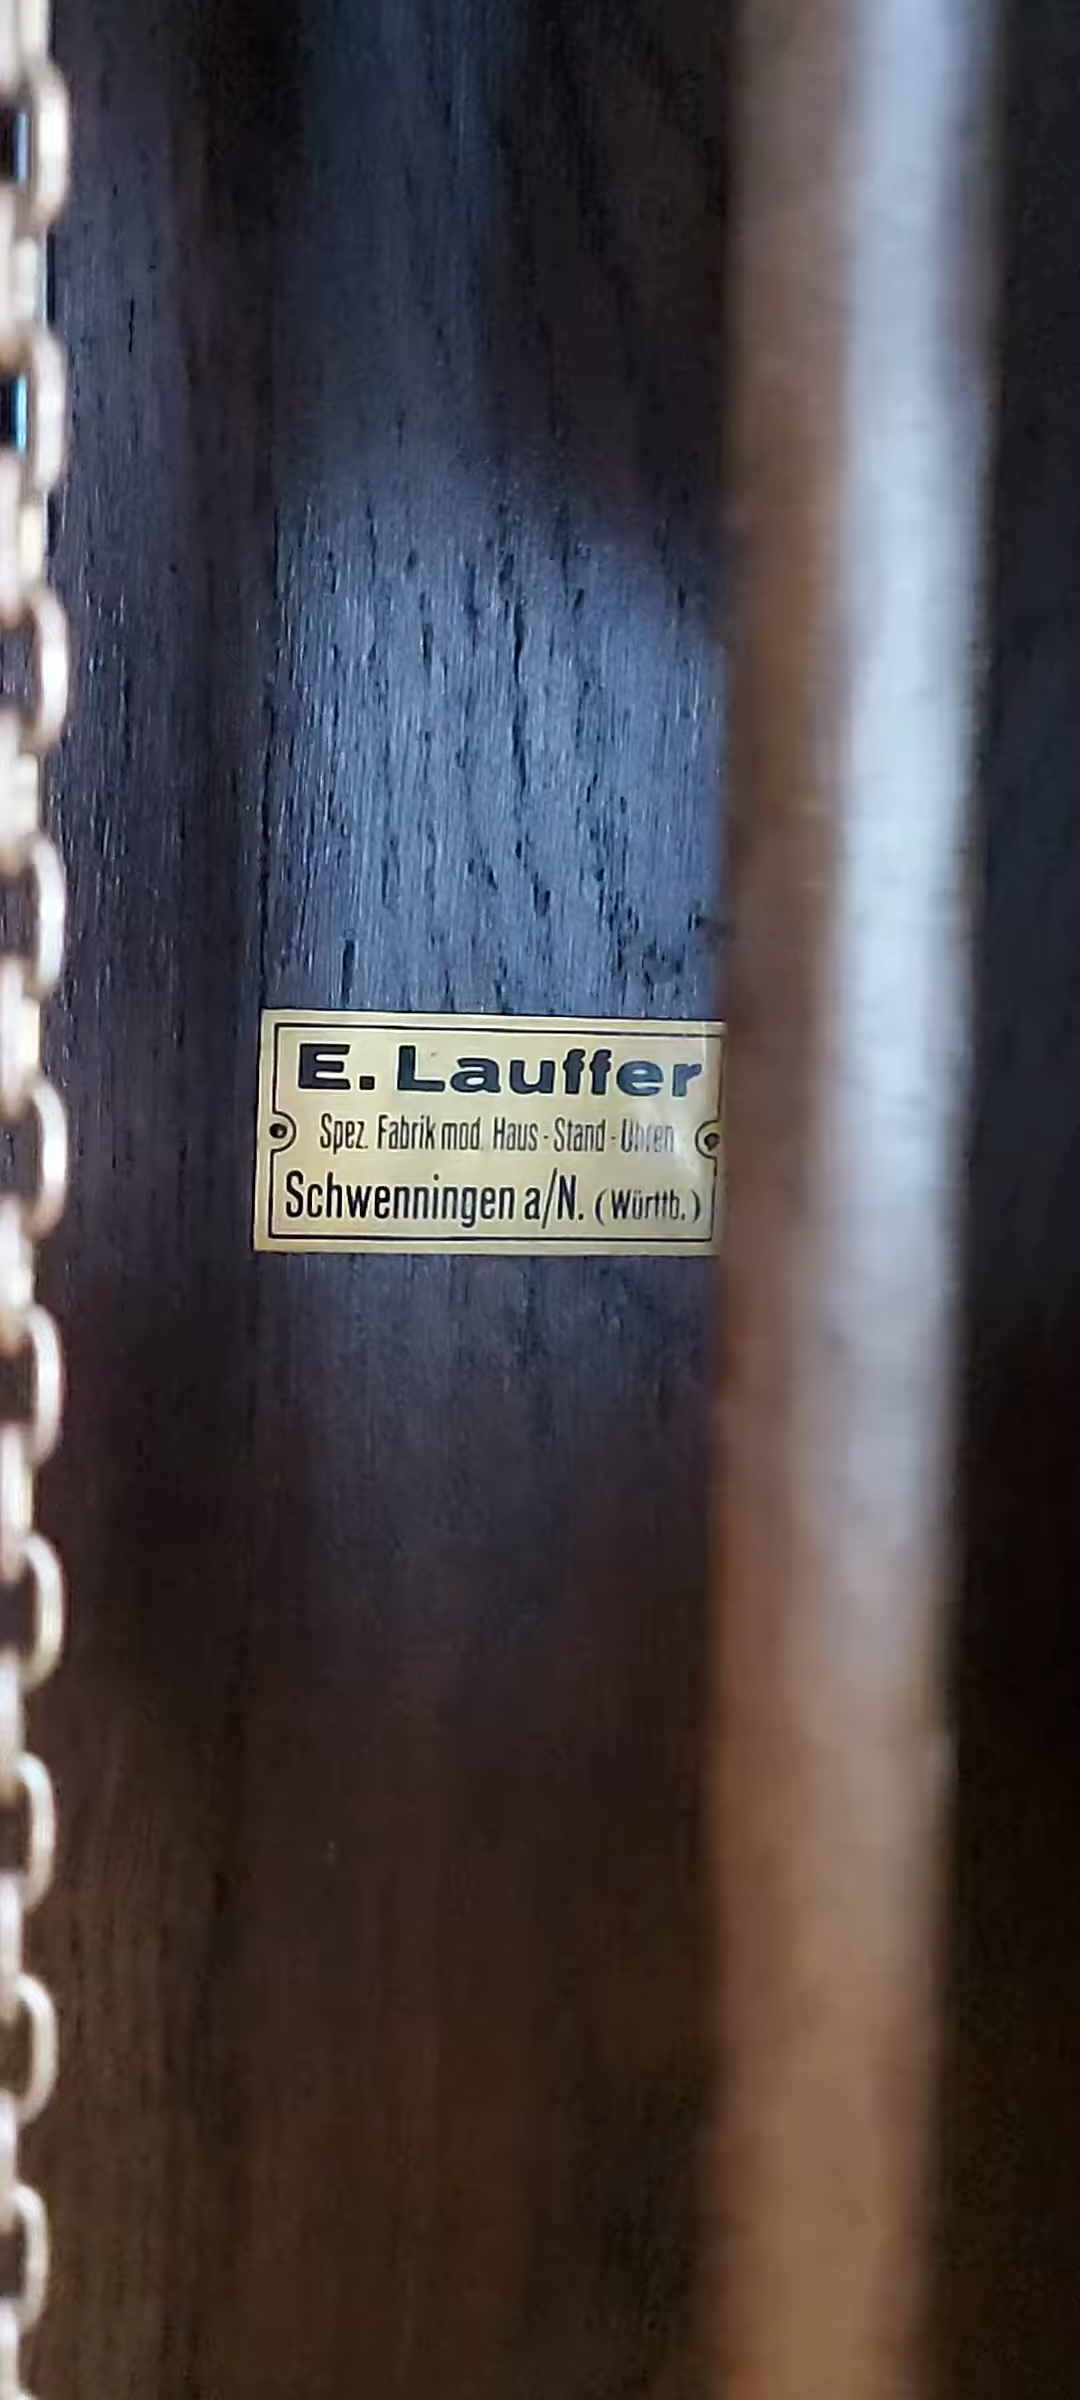 E. Lauffer
Spez. Fabrik mod. Haus - Stand - Uhren
Schwenningen a/N. (Württb.)